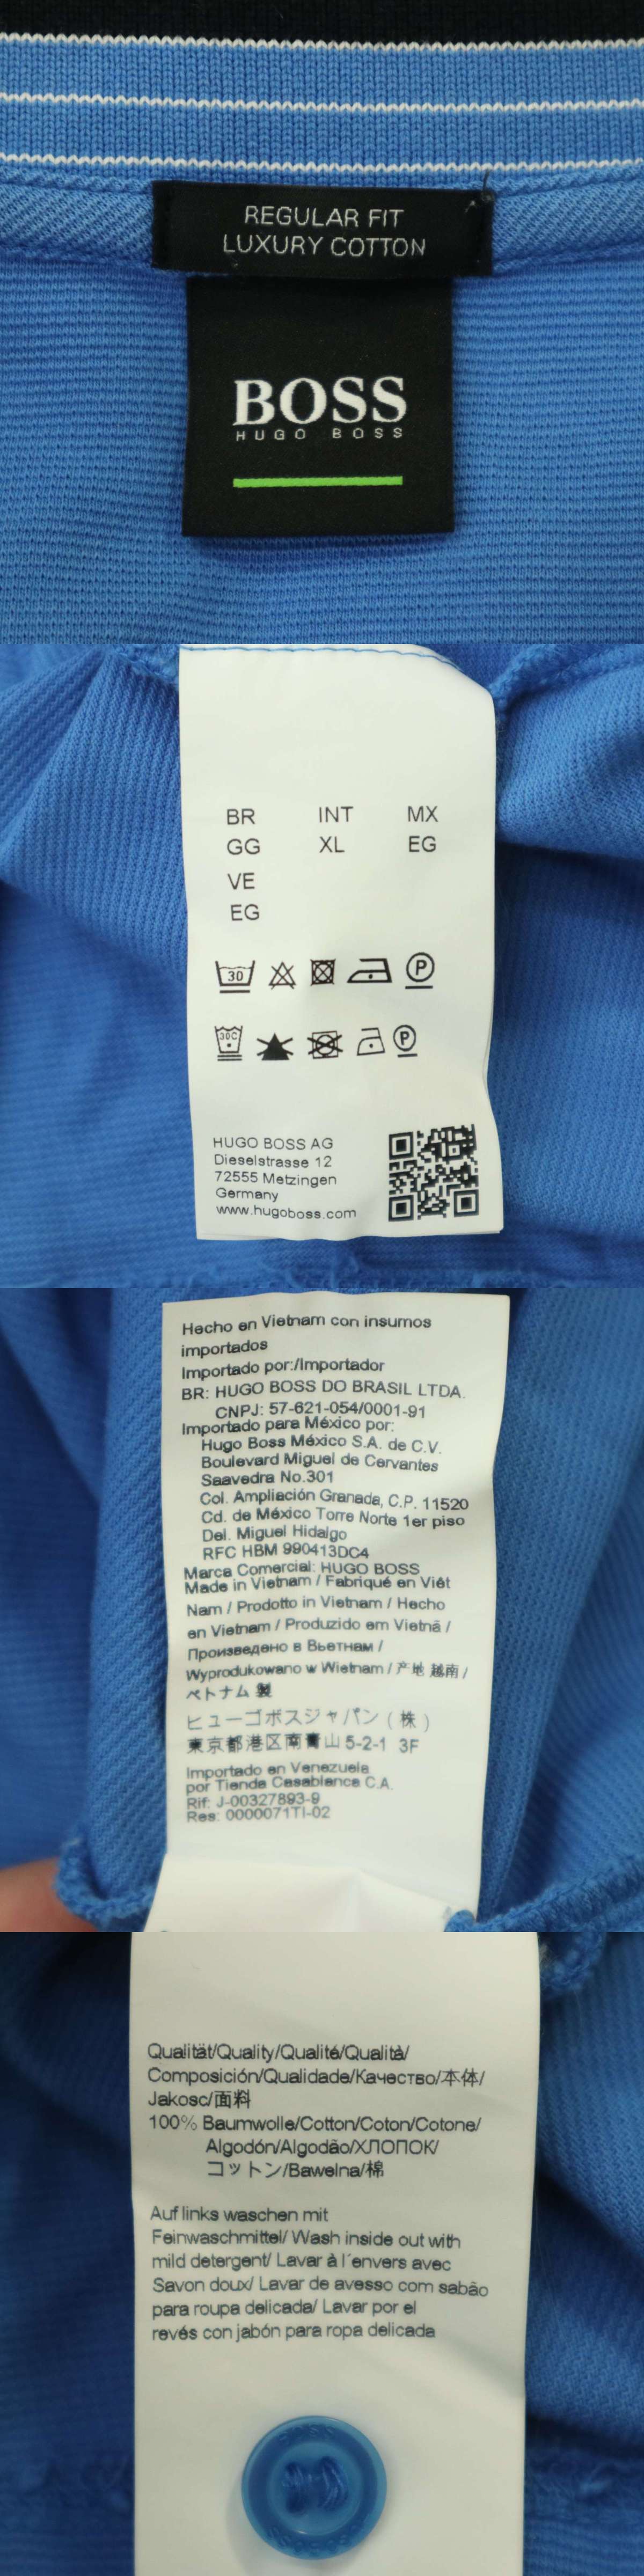 REGULAR FIT
LUXURY COTTON
BOSS
HUGO BOSS
BR INT MX
GG XL EG
VE
EG
30 P
30C P
HUGO BOSS AG
Dieselstrasse 12
72555 Metzingen
Germany
www.hugoboss.com
Hecho en Vietnam con insumos
importados
Importado por:/Importador
BR: HUGO BOSS DO BRASIL LTDA.
CNPJ: 57-621-054/0001-91
Importado para México por:
Hugo Boss México S.A. de C.V.
Boulevard Miguel de Cervantes
Saavedra No.301
Col. Ampliación Granada, C.P. 11520
Cd. de México Torre Norte 1er piso
Del. Miguel Hidalgo
RFC HBM 990413DC4
Marca Comercial: HUGO BOSS
Made in Vietnam / Fabriqué en Viêt
Nam / Prodotto in Vietnam / Hecho
en Vietnam / Produzido em Vietnã /
Произведено в Вьетнам /
Wyprodukowano w Wietnam / 产地 越南 /
ベトナム 製
ヒューゴボスジャパン（株）
東京都港区南青山 5-2-1 3F
Importado en Venezuela
por Tienda Casablanca C.A.
Rif: J-00327893-9
Res: 0000071TI-02
Qualität/Quality/Qualité/Qualità/
Composición/Qualidade/Качество/本体/
Jakosc/面料
100% Baumwolle/Cotton/Coton/Cotone/
Algodón/Algodão/ХЛОПОК/
コットン/Bawelna/棉
Auf links waschen mit
Feinwaschmittel/ Wash inside out with
mild detergent/ Lavar à l´envers avec
Savon doux/ Lavar de avesso com sabão
para roupa delicada/ Lavar por el
revés con jabón para ropa delicada